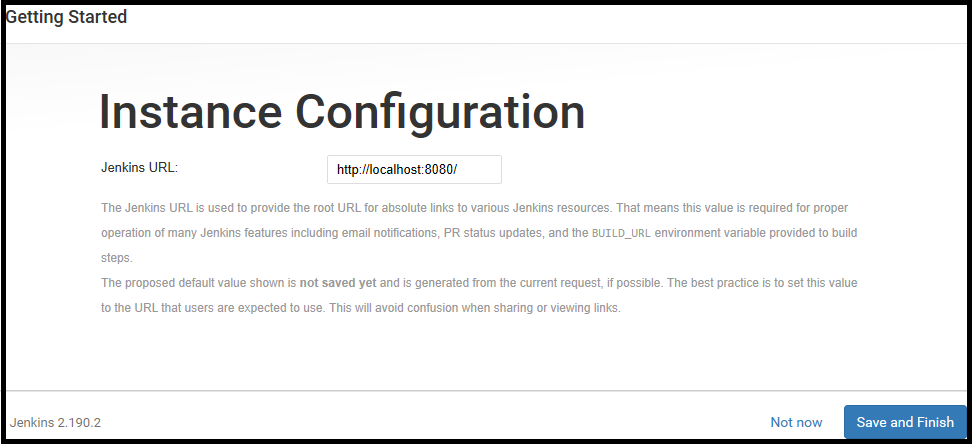 Getting Started
Instance Configuration
Jenkins URL:
http://localhost:8080/
The Jenkins URL is used to provide the root URL for absolute links to various Jenkins resources. That means this value is required for proper
operation of many Jenkins features including email notifications, PR status updates, and the BUILD_URL environment variable provided to build
steps.
The proposed default value shown is not saved yet and is generated from the current request, if possible. The best practice is to set this value
to the URL that users are expected to use. This will avoid confusion when sharing or viewing links.
Jenkins 2.190.2
Not now
Save and Finish